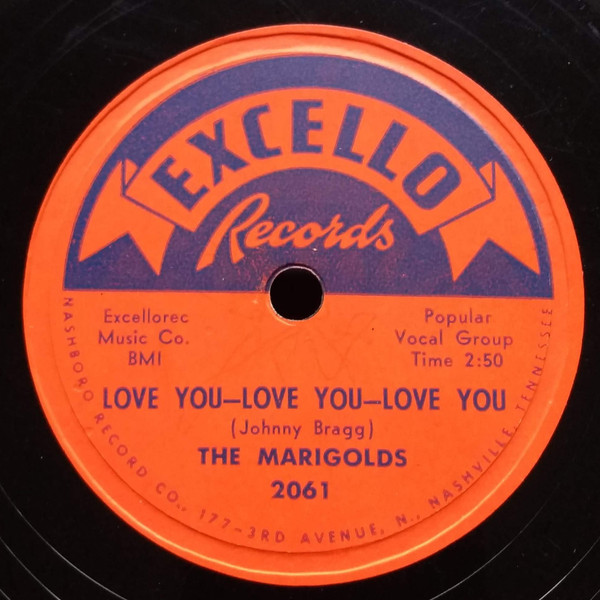 EXCELLO
Records
Excellorec
Music Co.
BMI
Popular
Vocal Group
Time 2:50
LOVE YOU—LOVE YOU—LOVE YOU
(Johnny Bragg)
THE MARIGOLDS
2061
NASHBORO RECORD CO., 177-3RD AVENUE, N., NASHVILLE, TENNESSEE